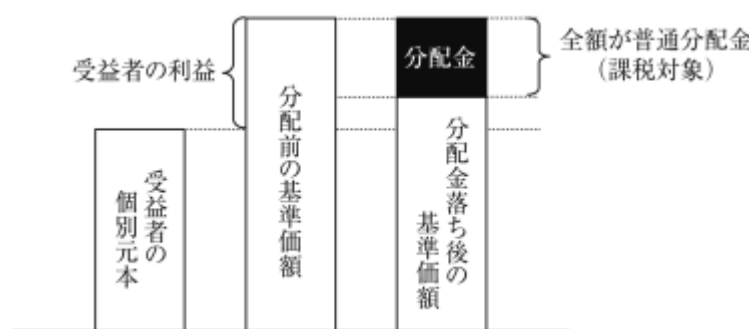 受益者の利益
分配金
全額が普通分配金
（課税対象）
受益者の
個別元本
分配前の基準価額
分配金落ち後の
基準価額